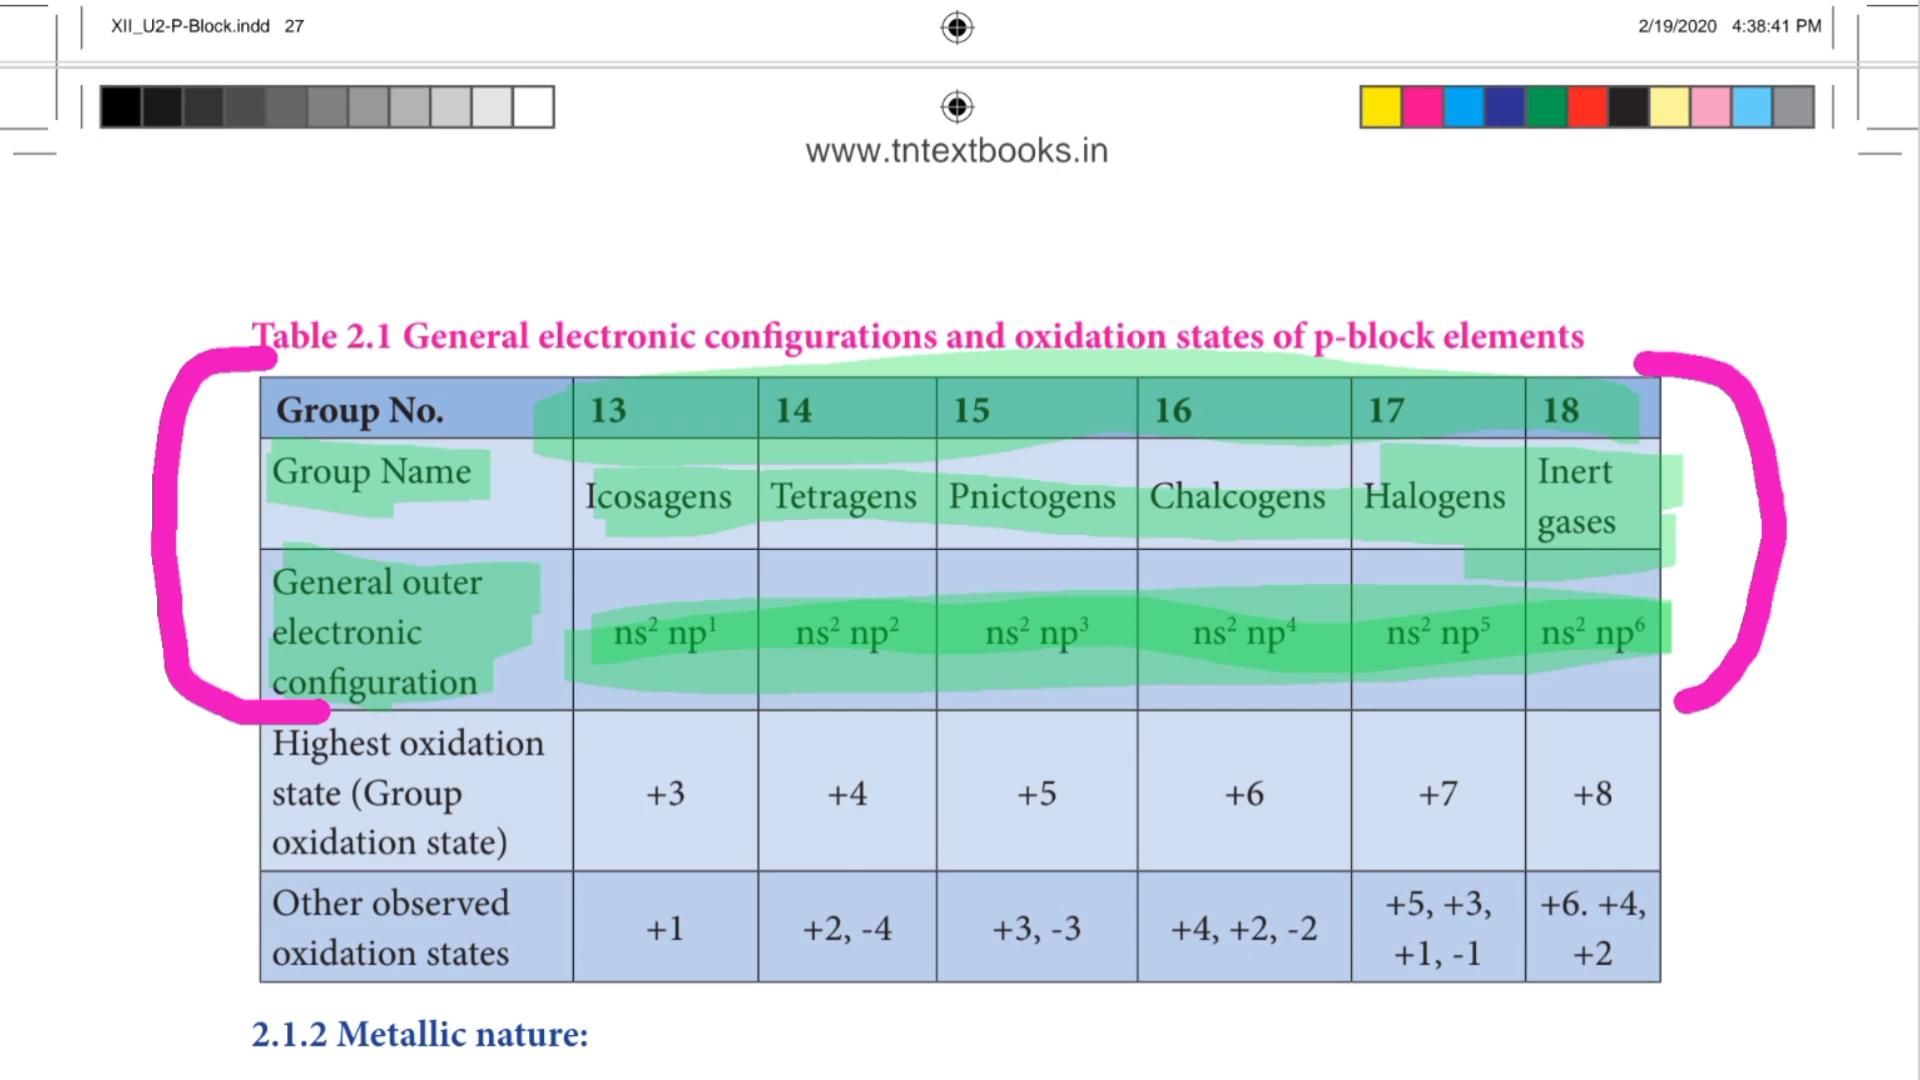 XII_U2-P-Block.indd 27
2/19/2020 4:38:41 PM
www.tntextbooks.in
Table 2.1 General electronic configurations and oxidation states of p-block elements
Group No. 13 14 15 16 17 18
Group Name Icosagens Tetragens Pnictogens Chalcogens Halogens Inert gases
General outer
electronic
configuration
ns² np¹ ns² np² ns² np³ ns² np⁴ ns² np⁵ ns² np⁶
Highest oxidation
state (Group
oxidation state)
+3 +4 +5 +6 +7 +8
Other observed
oxidation states
+1 +2, -4 +3, -3 +4, +2, -2 +5, +3, +1, -1 +6. +4, +2
2.1.2 Metallic nature: